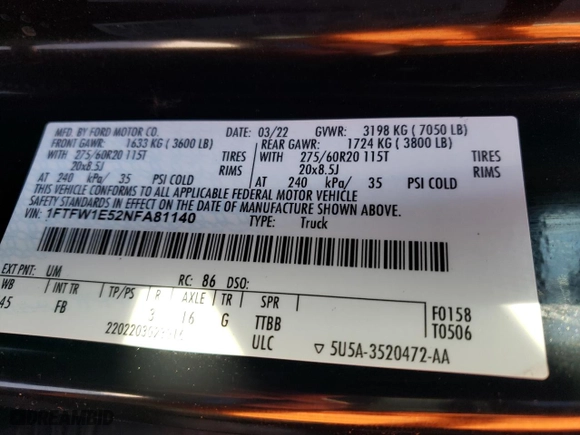 MFD. BY FORD MOTOR CO. DATE: 03/22 GVWR: 3198 KG ( 7050 LB)
FRONT GAWR: 1633 KG ( 3600 LB) REAR GAWR: 1724 KG ( 3800 LB)
WITH 275/60R20 115T TIRES WITH 275/60R20 115T TIRES
20x8.5J RIMS 20x8.5J RIMS
AT 240 kPa/ 35 PSI COLD AT 240 kPa/ 35 PSI COLD
THIS VEHICLE CONFORMS TO ALL APPLICABLE FEDERAL MOTOR VEHICLE
SAFETY STANDARDS IN EFFECT ON THE DATE OF MANUFACTURE SHOWN ABOVE.
VIN: 1FTFW1E52NFA81140 TYPE: Truck
EXT PNT: UM RC: 86 DSO:
WB INT TR TP/PS R AXLE TR SPR
45 FB 3 16 G TTBB F0158
ULC T0506
5U5A-3520472-AA
DREAMBID